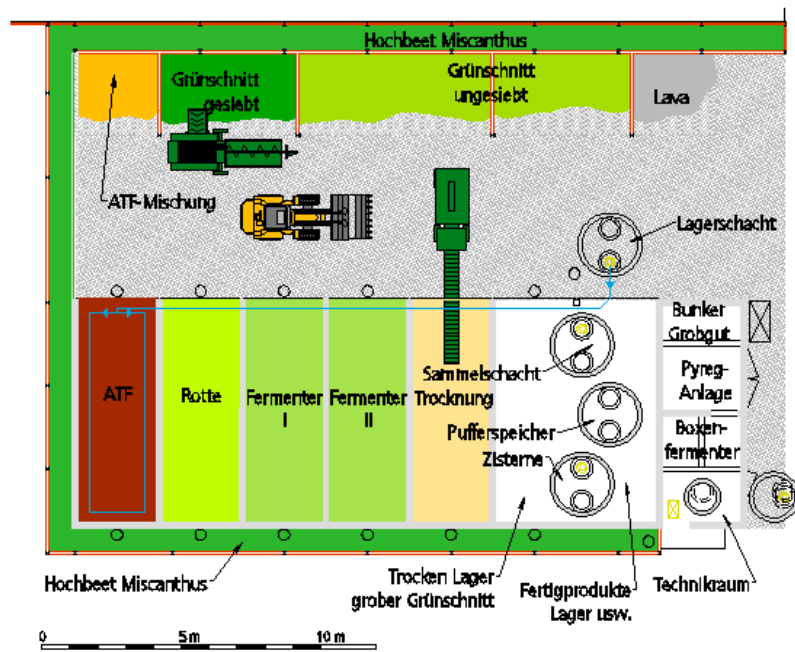 Hochbeet Miscanthus
Grünschnitt
gesiebt
Grünschnitt
ungesiebt
Lava
ATF-Mischung
Lagerschacht
Bunker
Grobgut
Sammelschacht
Pyreg-
Anlage
ATF
Rotte
Fermenter
I
Fermenter
II
Trocknung
Pufferspeicher
Boxen-
fermenter
Zisterne
Hochbeet Miscanthus
Trocken Lager
grober Grünschnitt
Fertigprodukte
Lager usw.
Technikraum
0 5 m 10 m